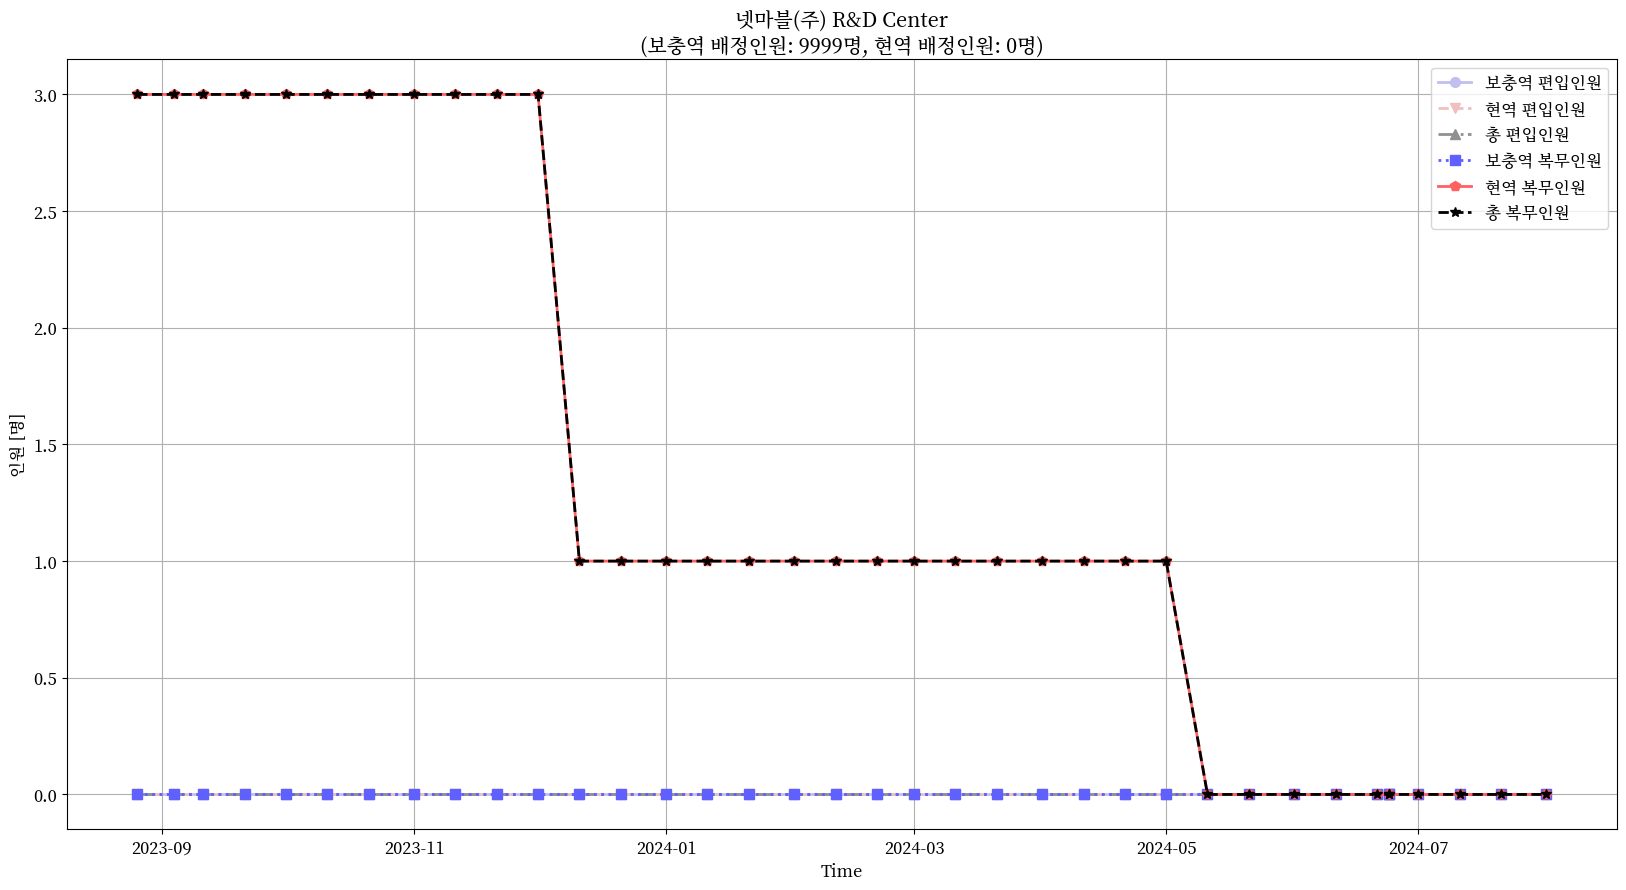 넷마블(주) R&D Center
(보충역 배정인원: 9999명, 현역 배정인원: 0명)
보충역 편입인원
현역 편입인원
총 편입인원
보충역 복무인원
현역 복무인원
총 복무인원
인원 [명]
3.0
2.5
2.0
1.5
1.0
0.5
0.0
2023-09 2023-11 2024-01 2024-03 2024-05 2024-07
Time